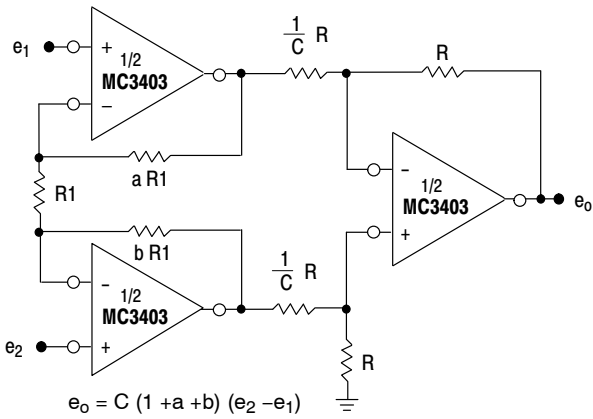 1
C
R
R
e1
+
1/2
MC3403
−
a R1
R1
b R1
-
1/2
MC3403
+
e2
1
C
R
-
1/2
MC3403
+
eo
R
eo = C (1 +a +b) (e2 −e1)